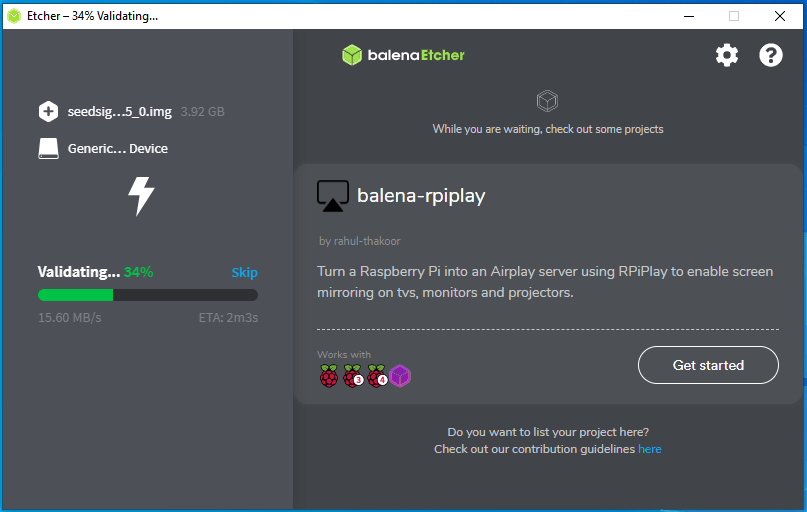 Etcher – 34% Validating...
balenaEtcher
seedsig...5_0.img 3.92 GB
Generic... Device
Validating... 34% Skip
15.60 MB/s ETA: 2m3s
While you are waiting, check out some projects
balena-rpiplay
by rahul-thakoor
Turn a Raspberry Pi into an Airplay server using RPiPlay to enable screen
mirroring on tvs, monitors and projectors.
Works with
3
4
Get started
Do you want to list your project here?
Check out our contribution guidelines here